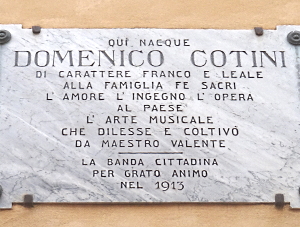 QUI NACQUE
DOMENICO COTINI
DI CARATTERE FRANCO E LEALE
ALLA FAMIGLIA FE SACRI
L' AMORE L' INGEGNO L' OPERA
AL PAESE
L' ARTE MUSICALE
CHE DILESSE E COLTIVÒ
DA MAESTRO VALENTE
LA BANDA CITTADINA
PER GRATO ANIMO
NEL 1913